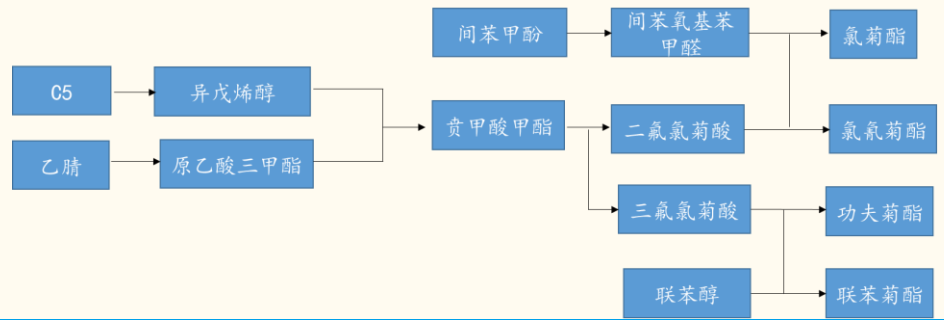 间苯甲酚
间苯氧基苯
甲醛
氯菊酯
C5
异戊烯醇
贲甲酸甲酯
二氟氯菊酸
氯氰菊酯
乙腈
原乙酸三甲酯
三氟氯菊酸
功夫菊酯
联苯醇
联苯菊酯